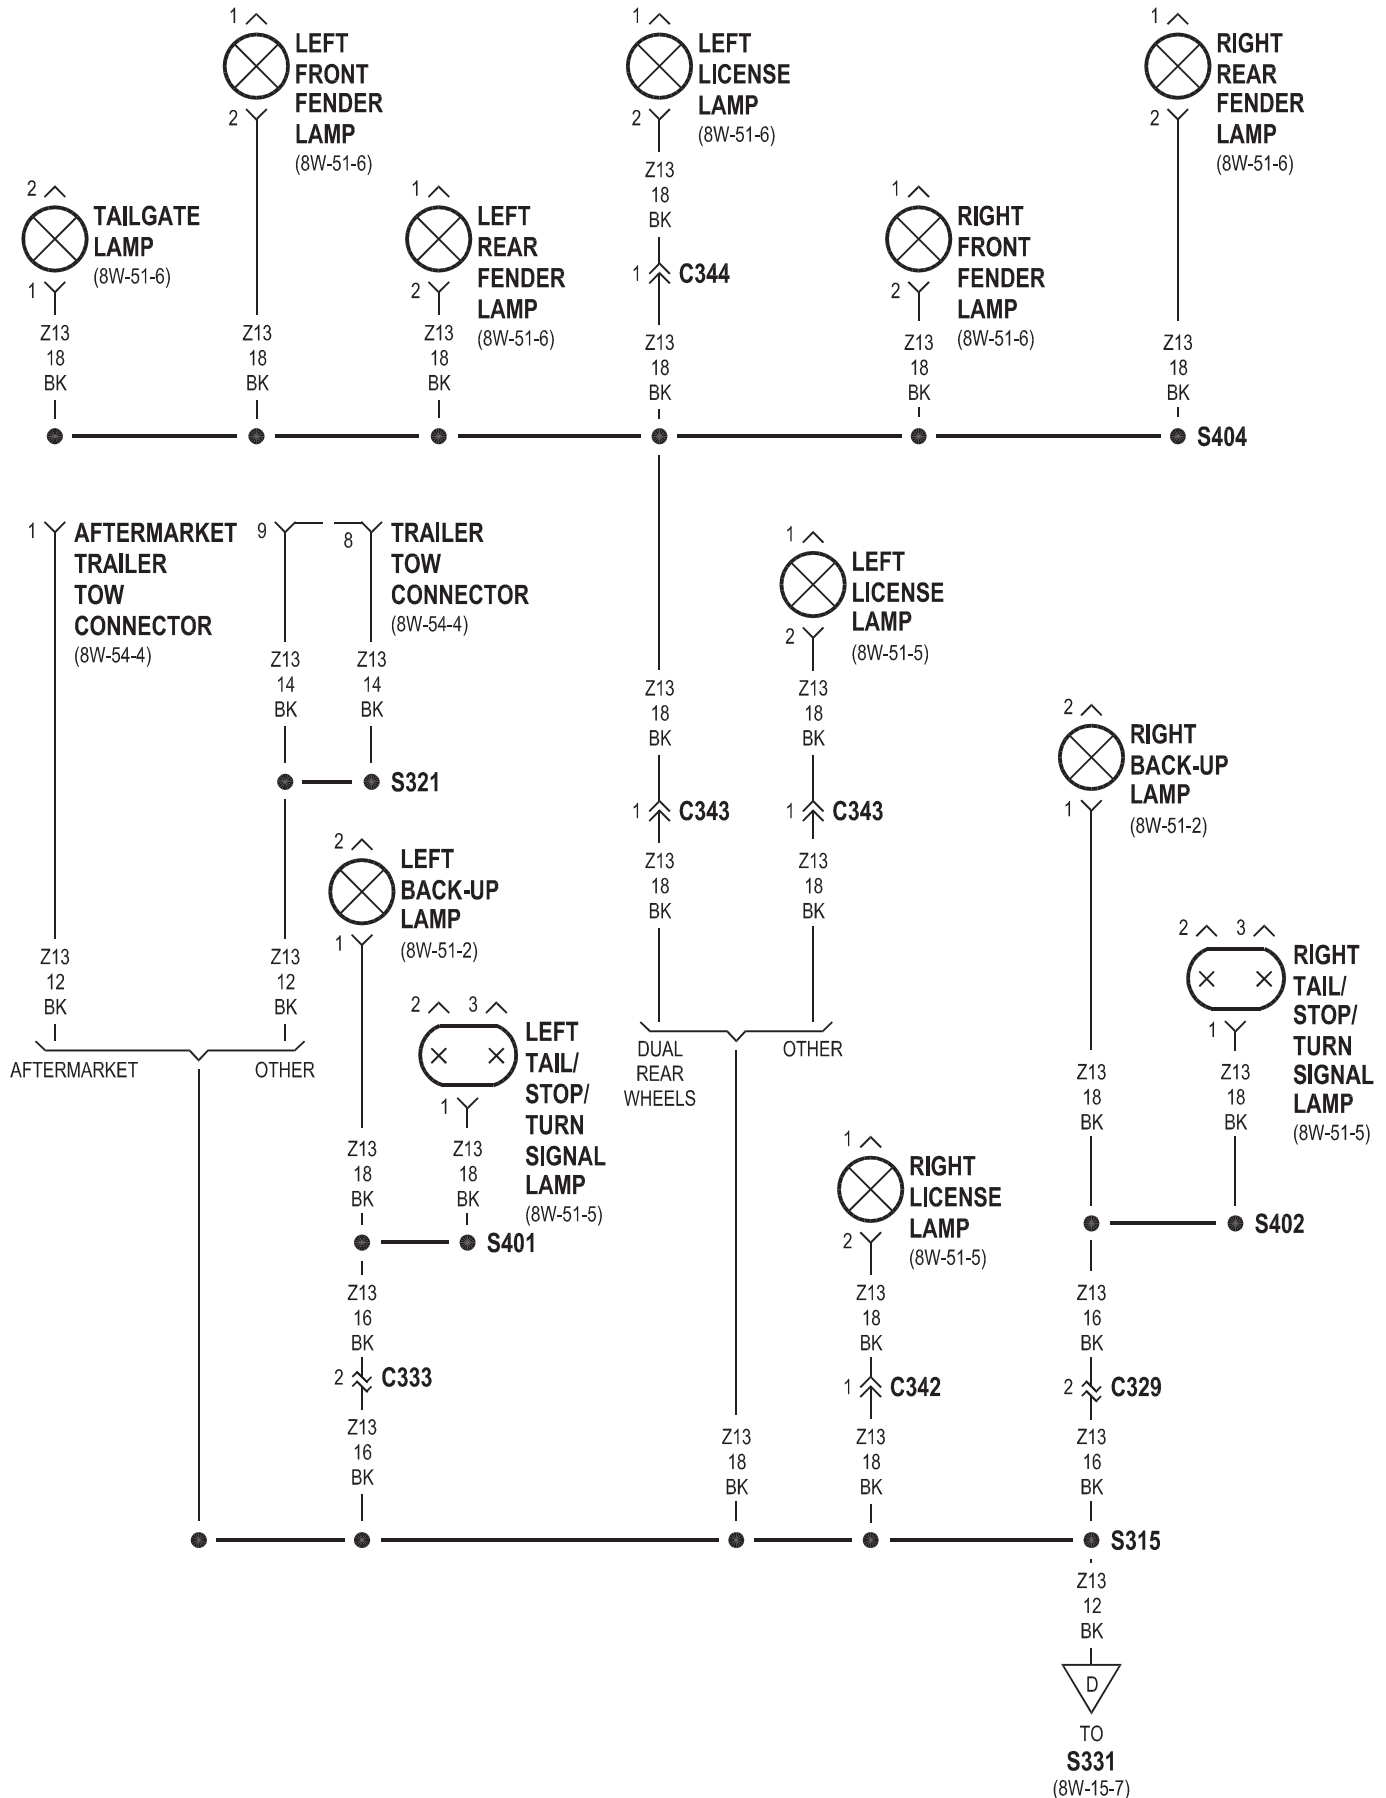 1
LEFT
FRONT
FENDER
LAMP
(8W-51-6)
2
1
LEFT
LICENSE
LAMP
(8W-51-6)
2
1
RIGHT
REAR
FENDER
LAMP
(8W-51-6)
2
2
TAILGATE
LAMP
(8W-51-6)
1
1
LEFT
REAR
FENDER
LAMP
(8W-51-6)
2
Z13
18
BK
1
C344
1
RIGHT
FRONT
FENDER
LAMP
(8W-51-6)
2
Z13
18
BK
Z13
18
BK
Z13
18
BK
Z13
18
BK
Z13
18
BK
Z13
18
BK
S404
1
AFTERMARKET
TRAILER
TOW
CONNECTOR
(8W-54-4)
9
8
TRAILER
TOW
CONNECTOR
(8W-54-4)
Z13
14
BK
Z13
14
BK
S321
1
LEFT
LICENSE
LAMP
(8W-51-5)
2
Z13
18
BK
Z13
18
BK
1
C343
1
C343
Z13
18
BK
Z13
18
BK
2
RIGHT
BACK-UP
LAMP
(8W-51-2)
1
2
LEFT
BACK-UP
LAMP
(8W-51-2)
1
Z13
12
BK
Z13
12
BK
AFTERMARKET
OTHER
2
3
LEFT
TAIL/
STOP/
TURN
SIGNAL
LAMP
(8W-51-5)
1
DUAL
REAR
WHEELS
OTHER
2
3
RIGHT
TAIL/
STOP/
TURN
SIGNAL
LAMP
(8W-51-5)
1
Z13
18
BK
Z13
18
BK
Z13
18
BK
Z13
18
BK
S401
1
RIGHT
LICENSE
LAMP
(8W-51-5)
2
S402
Z13
16
BK
Z13
18
BK
Z13
16
BK
2
C333
1
C342
2
C329
Z13
16
BK
Z13
18
BK
Z13
18
BK
Z13
16
BK
S315
Z13
12
BK
D
TO
S331
(8W-15-7)